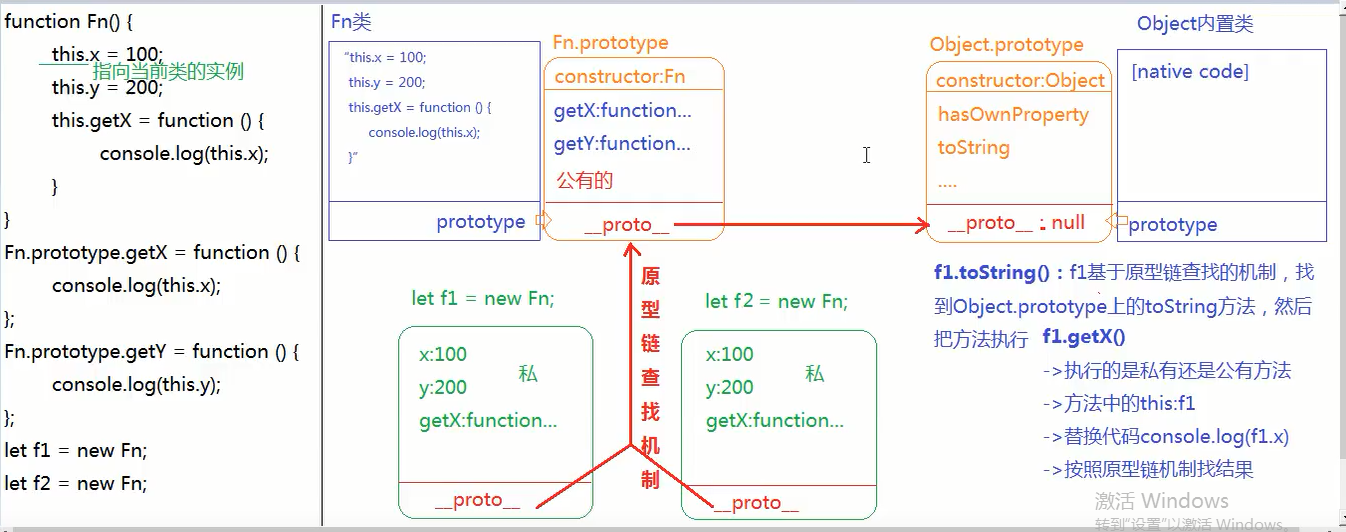 function Fn() {
this.x = 100;
指向当前类的实例
this.y = 200;
this.getX = function () {
console.log(this.x);
}
}
Fn.prototype.getX = function () {
console.log(this.x);
};
Fn.prototype.getY = function () {
console.log(this.y);
};
let f1 = new Fn;
let f2 = new Fn;
Fn类
“this.x = 100;
this.y = 200;
this.getX = function () {
console.log(this.x);
}”
prototype
Fn.prototype
constructor:Fn
getX:function...
getY:function...
公有的
__proto__
Object.prototype
constructor:Object
hasOwnProperty
toString
....
__proto__ : null
Object内置类
[native code]
prototype
let f1 = new Fn;
x:100
y:200
私
getX:function...
__proto__
原型链查找机制
let f2 = new Fn;
x:100
y:200
私
getX:function...
__proto__
f1.toString()：f1基于原型链查找的机制，找
到Object.prototype上的toString方法，然后
把方法执行
f1.getX()
->执行的是私有还是公有方法
->方法中的this:f1
->替换代码console.log(f1.x)
->按照原型链机制找结果
激活 Windows
转到“设置”以激活 Windows。